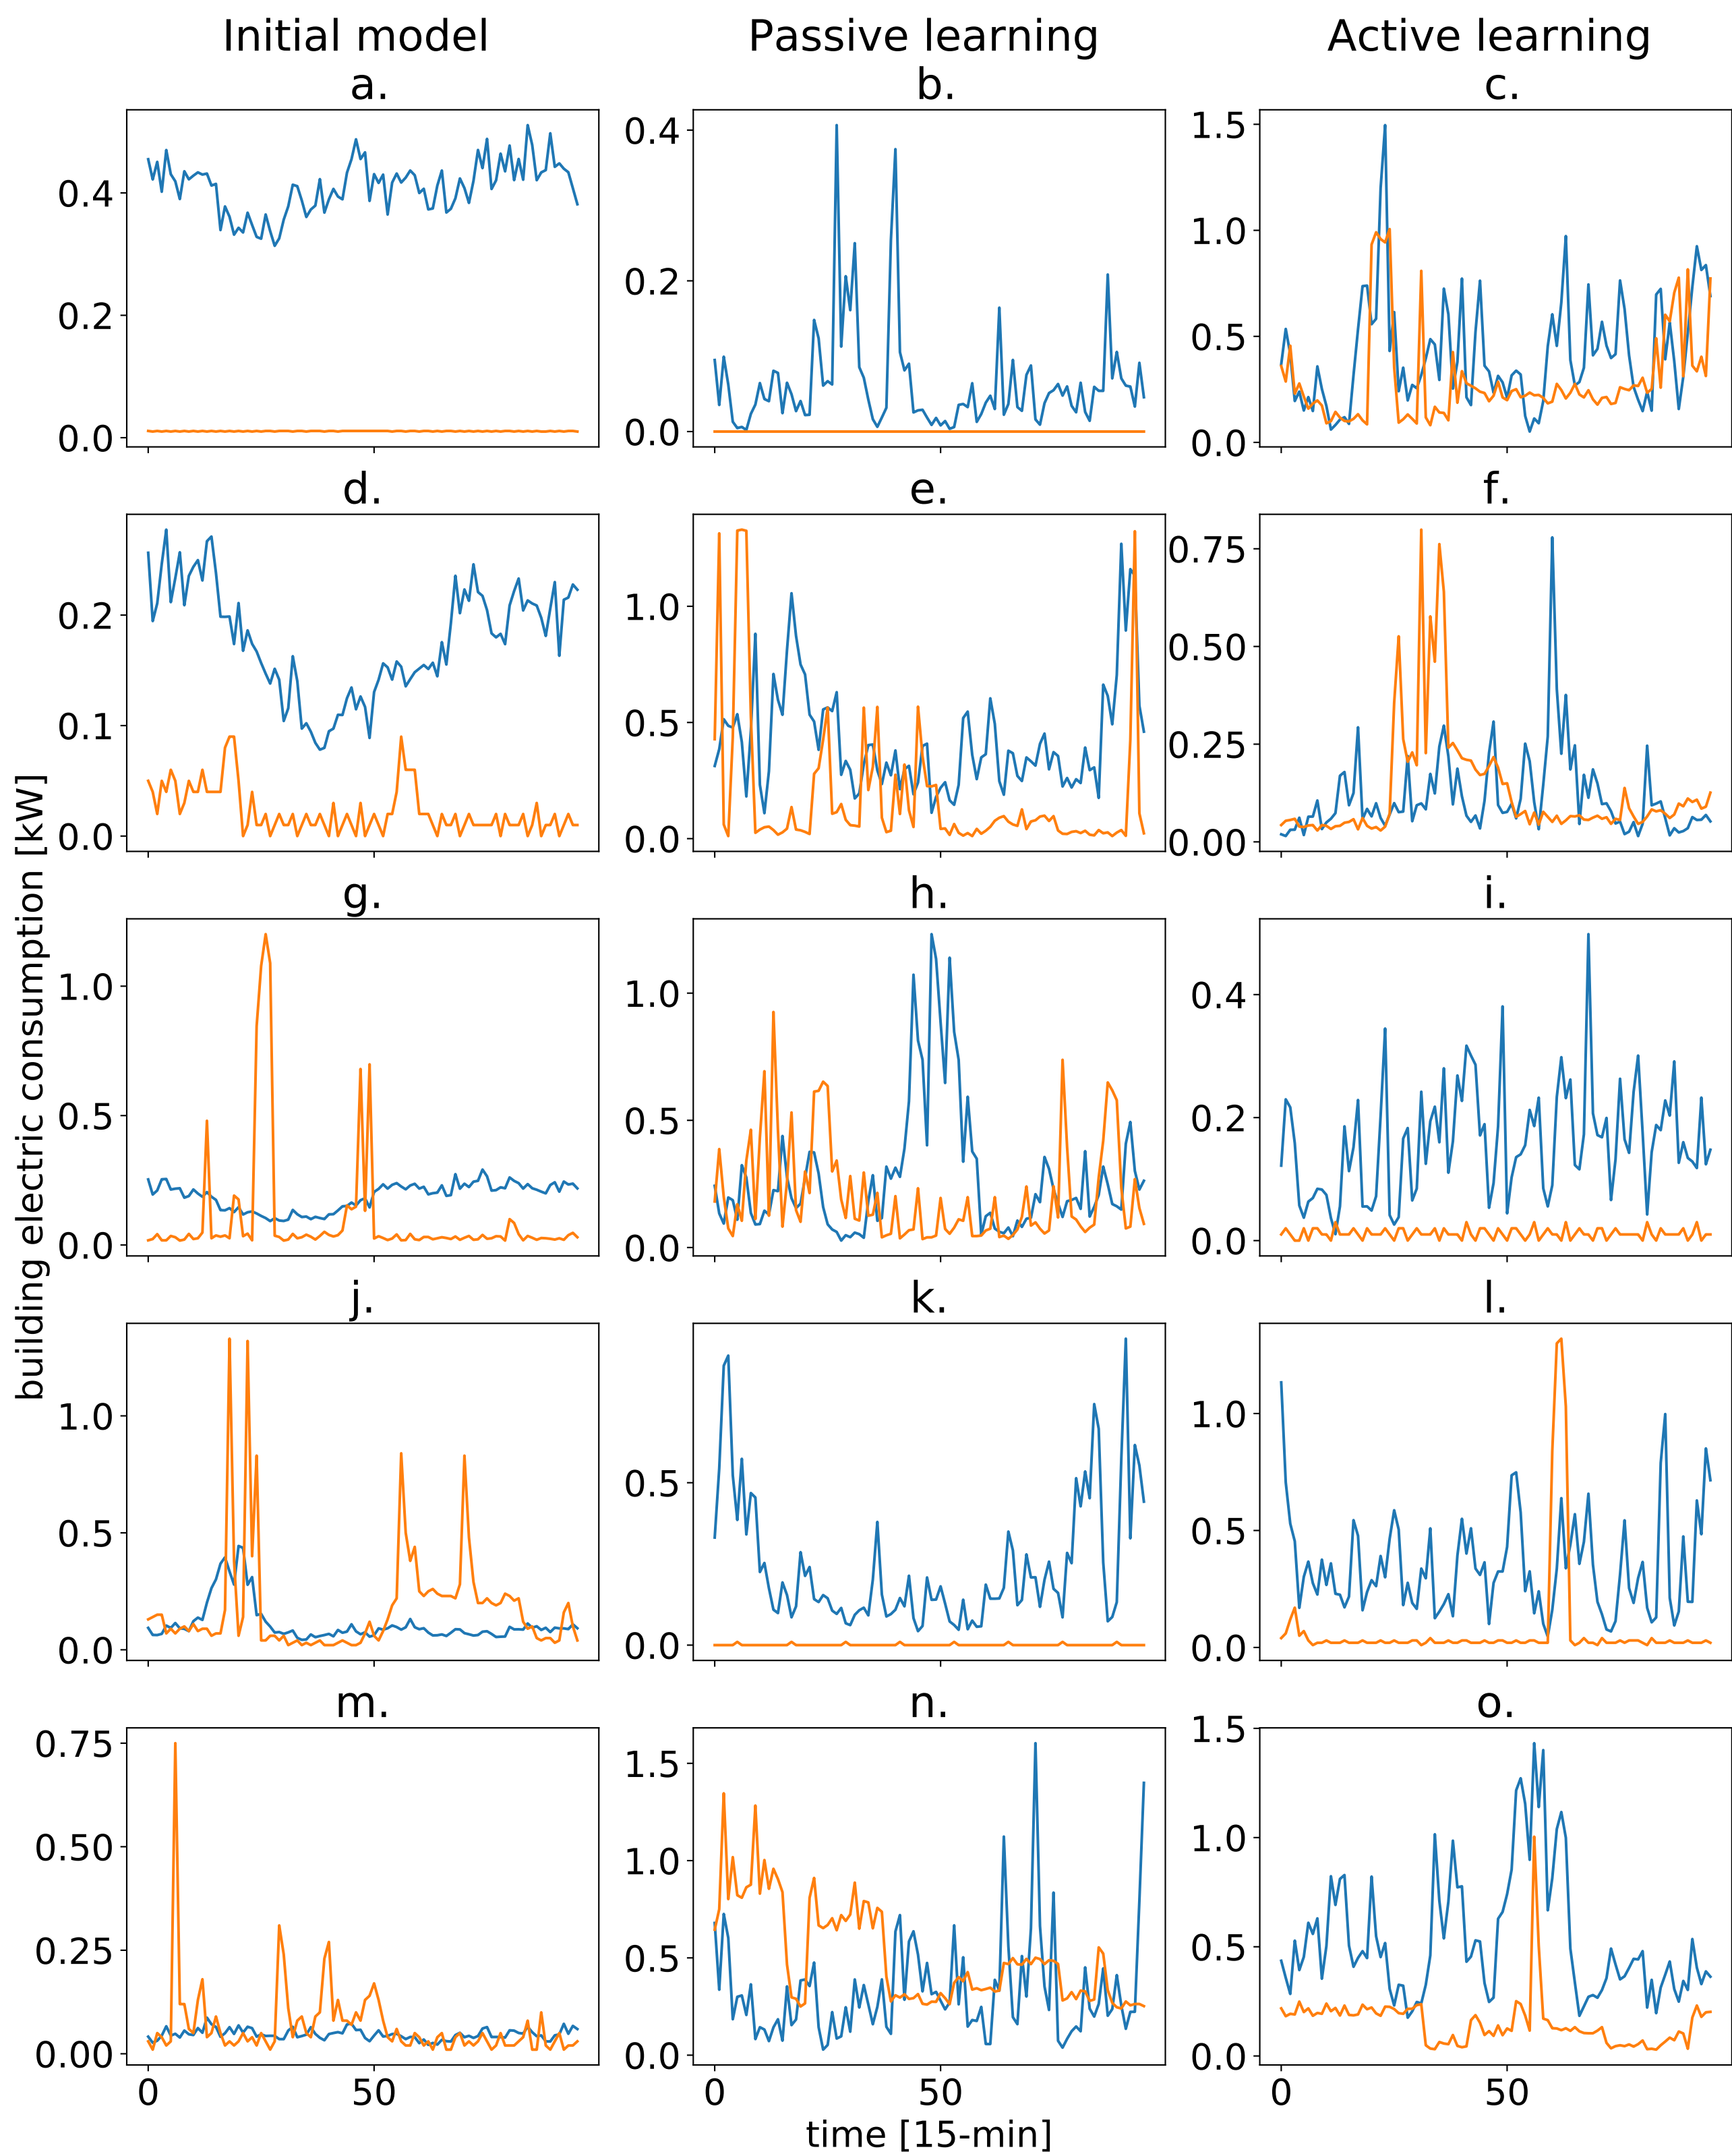 Initial model
Passive learning
Active learning
a.
b.
c.
0.4
0.2
0.0
0.4
0.2
0.0
1.5
1.0
0.5
0.0
d.
e.
f.
0.2
0.1
0.0
1.0
0.5
0.0
0.75
0.50
0.25
0.00
building electric consumption [kW]
g.
h.
i.
1.0
0.5
0.0
1.0
0.5
0.0
0.4
0.2
0.0
j.
k.
l.
1.0
0.5
0.0
0.5
0.0
1.0
0.5
0.0
m.
n.
o.
0.75
0.50
0.25
0.00
1.5
1.0
0.5
0.0
1.5
1.0
0.5
0.0
0 50
0 50
0 50
time [15-min]